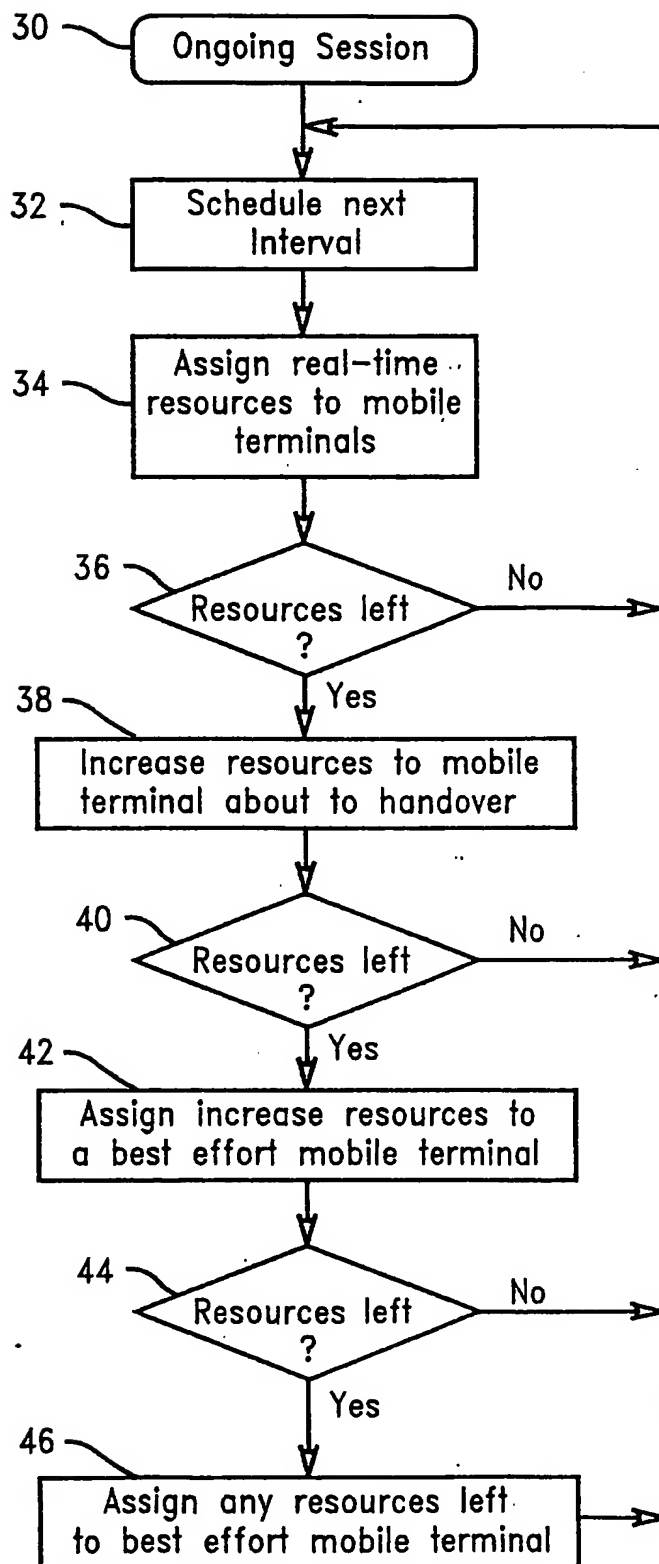 30
Ongoing Session
32
Schedule next
Interval
34
Assign real-time
resources to mobile
terminals
36
Resources left
?
No
Yes
38
Increase resources to mobile
terminal about to handover
40
Resources left
?
No
Yes
42
Assign increase resources to
a best effort mobile terminal
44
Resources left
?
No
Yes
46
Assign any resources left
to best effort mobile terminal